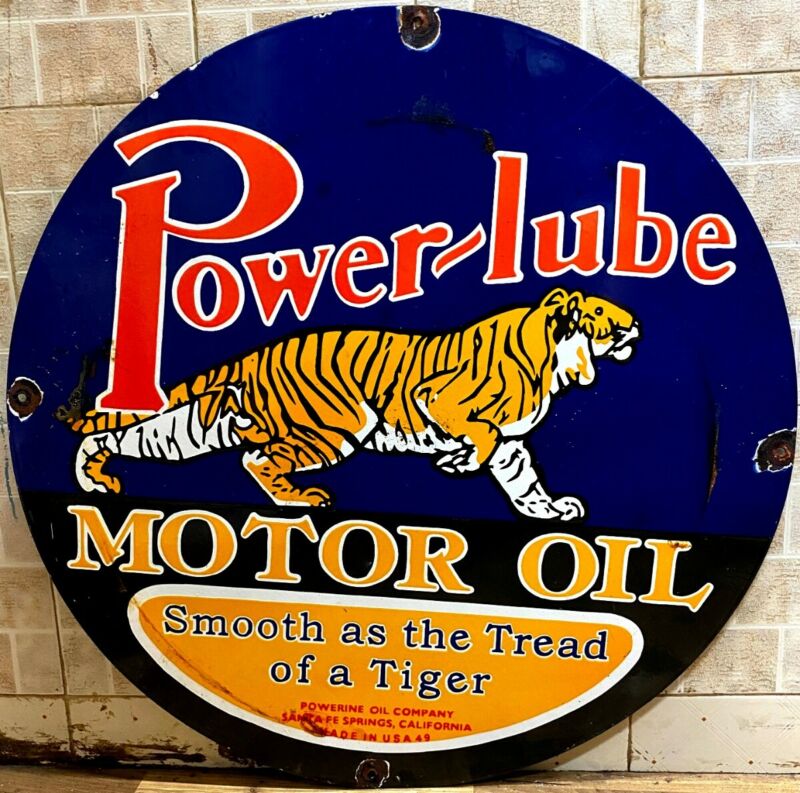 Power-lube
MOTOR OIL
Smooth as the Tread
of a Tiger
POWERINE OIL COMPANY
SANTA FE SPRINGS, CALIFORNIA
MADE IN USA 49